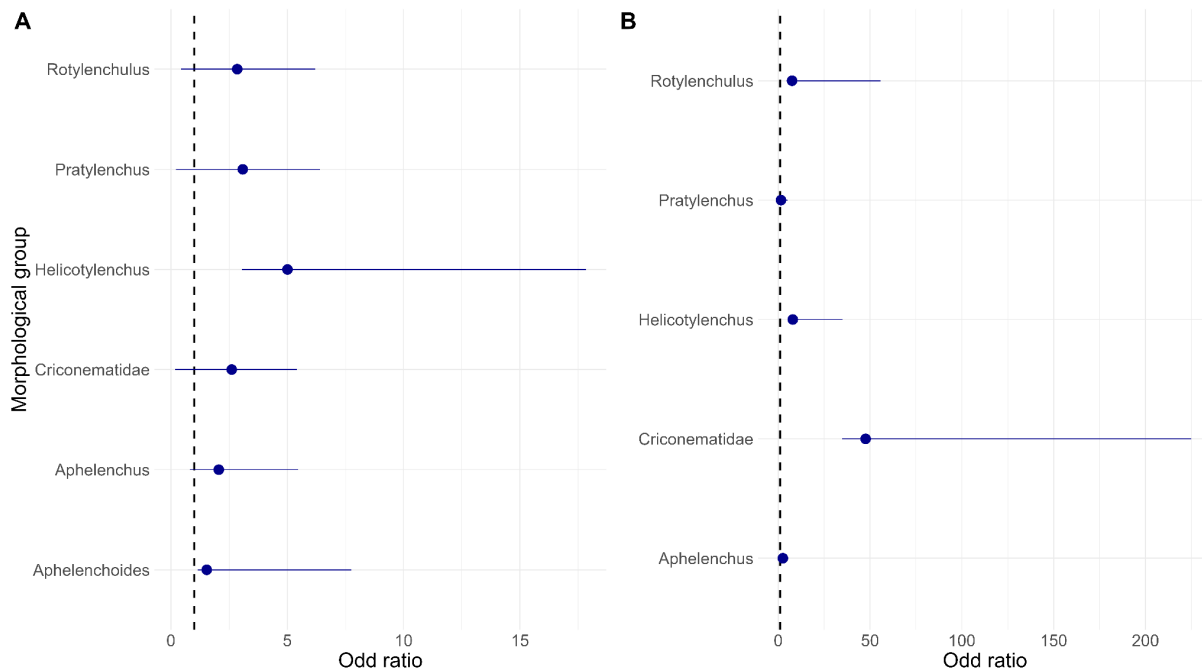 A
Morphological group
Rotylenchulus
Pratylenchus
Helicotylenchus
Criconematidae
Aphelenchus
Aphelenchoides
0 5 10 15
Odd ratio
B
Rotylenchulus
Pratylenchus
Helicotylenchus
Criconematidae
Aphelenchus
0 50 100 150 200
Odd ratio